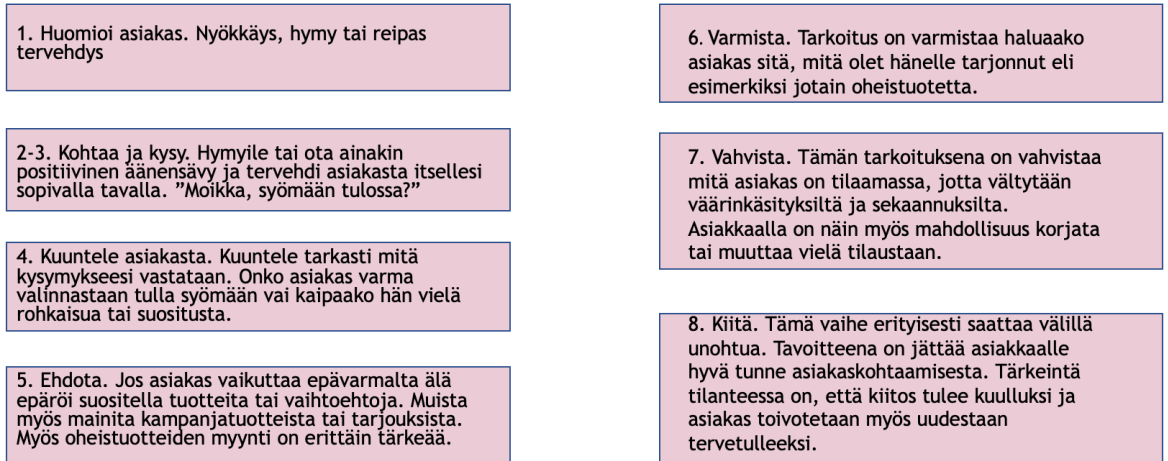 1. Huomioi asiakas. Nyökkäys, hymy tai reipas
tervehdys
2-3. Kohtaa ja kysy. Hymyile tai ota ainakin
positiivinen äänensävy ja tervehdi asiakasta itsellesi
sopivalla tavalla. ”Moikka, syömään tulossa?”
4. Kuuntele asiakasta. Kuuntele tarkasti mitä
kysymykseesi vastataan. Onko asiakas varma
valinnastaan tulla syömään vai kaipaako hän vielä
rohkaisua tai suositusta.
5. Ehdota. Jos asiakas vaikuttaa epävarmalta älä
epäröi suositella tuotteita tai vaihtoehtoja. Muista
myös mainita kampanjatuotteista tai tarjouksista.
Myös oheistuotteiden myynti on erittäin tärkeää.
6. Varmista. Tarkoitus on varmistaa haluaako
asiakas sitä, mitä olet hänelle tarjonnut eli
esimerkiksi jotain oheistuotetta.
7. Vahvista. Tämän tarkoituksena on vahvistaa
mitä asiakas on tilaamassa, jotta vältytään
väärinkäsityksiltä ja sekaannuksilta.
Asiakkaalla on näin myös mahdollisuus korjata
tai muuttaa vielä tilaustaan.
8. Kiitä. Tämä vaihe erityisesti saattaa välillä
unohtua. Tavoitteena on jättää asiakkaalle
hyvä tunne asiakaskohtaamisesta. Tärkeintä
tilanteessa on, että kiitos tulee kuulluksi ja
asiakas toivotetaan myös uudestaan
tervetulleeksi.